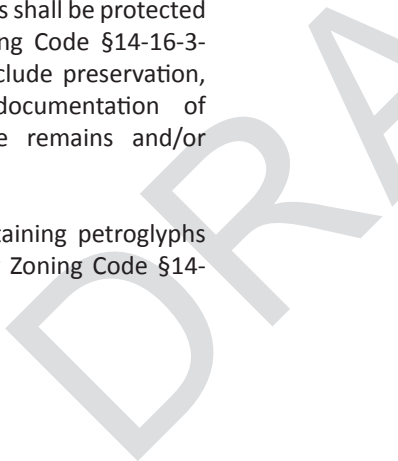 s shall be protected
ng Code §14-16-3-
clude preservation,
documentation of
e remains and/or
taining petroglyphs
Zoning Code §14-
DRA